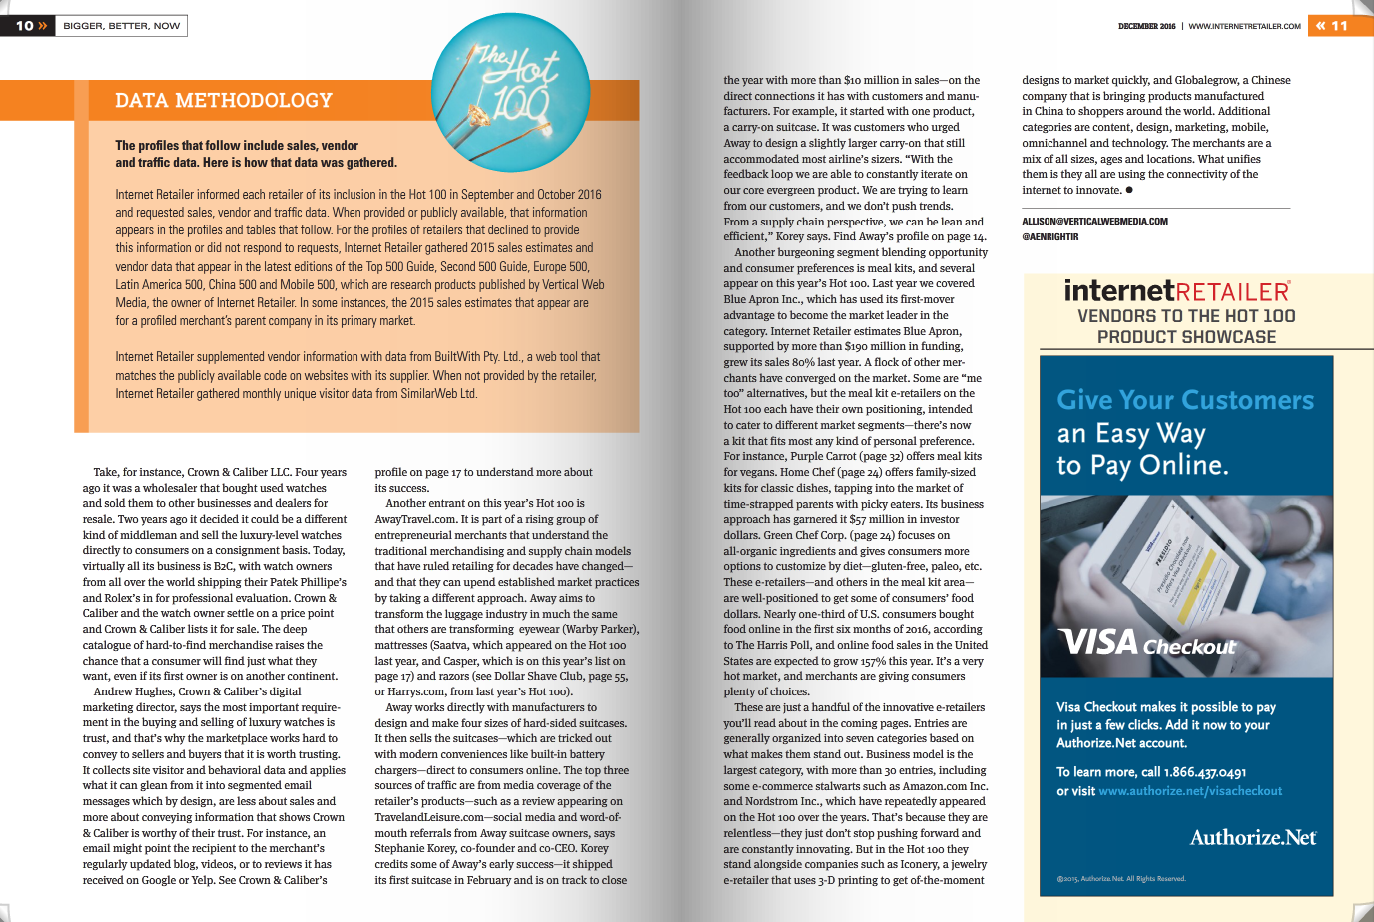 10 »
BIGGER, BETTER, NOW
The Hot
100
DATA METHODOLOGY
The profiles that follow include sales, vendor
and traffic data. Here is how that data was gathered.
Internet Retailer informed each retailer of its inclusion in the Hot 100 in September and October 2016
and requested sales, vendor and traffic data. When provided or publicly available, that information
appears in the profiles and tables that follow. For the profiles of retailers that declined to provide
this information or did not respond to requests, Internet Retailer gathered 2015 sales estimates and
vendor data that appear in the latest editions of the Top 500 Guide, Second 500 Guide, Europe 500,
Latin America 500, China 500 and Mobile 500, which are research products published by Vertical Web
Media, the owner of Internet Retailer. In some instances, the 2015 sales estimates that appear are
for a profiled merchant's parent company in its primary market.
Internet Retailer supplemented vendor information with data from BuiltWith Pty. Ltd., a web tool that
matches the publicly available code on websites with its supplier. When not provided by the retailer,
Internet Retailer gathered monthly unique visitor data from SimilarWeb Ltd.
Take, for instance, Crown & Caliber LLC. Four years
ago it was a wholesaler that bought used watches
and sold them to other businesses and dealers for
resale. Two years ago it decided it could be a different
kind of middleman and sell the luxury-level watches
directly to consumers on a consignment basis. Today,
virtually all its business is B2C, with watch owners
from all over the world shipping their Patek Phillipe's
and Rolex's in for professional evaluation. Crown &
Caliber and the watch owner settle on a price point
and Crown & Caliber lists it for sale. The deep
catalogue of hard-to-find merchandise raises the
chance that a consumer will find just what they
want, even if its first owner is on another continent.
Andrew Hughes, Crown & Caliber's digital
marketing director, says the most important require-
ment in the buying and selling of luxury watches is
trust, and that's why the marketplace works hard to
convey to sellers and buyers that it is worth trusting.
It collects site visitor and behavioral data and applies
what it can glean from it into segmented email
messages which by design, are less about sales and
more about conveying information that shows Crown
& Caliber is worthy of their trust. For instance, an
email might point the recipient to the merchant's
regularly updated blog, videos, or to reviews it has
received on Google or Yelp. See Crown & Caliber's
profile on page 17 to understand more about
its success.
Another entrant on this year's Hot 100 is
AwayTravel.com. It is part of a rising group of
entrepreneurial merchants that understand the
traditional merchandising and supply chain models
that have ruled retailing for decades have changed—
and that they can upend established market practices
by taking a different approach. Away aims to
transform the luggage industry in much the same
that others are transforming eyewear (Warby Parker),
mattresses (Saatva, which appeared on the Hot 100
last year, and Casper, which is on this year's list on
page 17) and razors (see Dollar Shave Club, page 55,
or Harrys.com, from last year's Hot 100).
Away works directly with manufacturers to
design and make four sizes of hard-sided suitcases.
It then sells the suitcases—which are tricked out
with modern conveniences like built-in battery
chargers—direct to consumers online. The top three
sources of traffic are from media coverage of the
retailer's products—such as a review appearing on
TravelandLeisure.com—social media and word-of-
mouth referrals from Away suitcase owners, says
Stephanie Korey, co-founder and co-CEO. Korey
credits some of Away's early success—it shipped
its first suitcase in February and is on track to close
DECEMBER 2016 | WWW.INTERNETRETAILER.COM
« 11
the year with more than $10 million in sales—on the
direct connections it has with customers and manu-
facturers. For example, it started with one product,
a carry-on suitcase. It was customers who urged
Away to design a slightly larger carry-on that still
accommodated most airline's sizers. “With the
feedback loop we are able to constantly iterate on
our core evergreen product. We are trying to learn
from our customers, and we don't push trends.
From a supply chain perspective, we can be lean and
efficient,” Korey says. Find Away's profile on page 14.
Another burgeoning segment blending opportunity
and consumer preferences is meal kits, and several
appear on this year's Hot 100. Last year we covered
Blue Apron Inc., which has used its first-mover
advantage to become the market leader in the
category. Internet Retailer estimates Blue Apron,
supported by more than $190 million in funding,
grew its sales 80% last year. A flock of other mer-
chants have converged on the market. Some are “me
too” alternatives, but the meal kit e-retailers on the
Hot 100 each have their own positioning, intended
to cater to different market segments—there's now
a kit that fits most any kind of personal preference.
For instance, Purple Carrot (page 32) offers meal kits
for vegans. Home Chef (page 24) offers family-sized
kits for classic dishes, tapping into the market of
time-strapped parents with picky eaters. Its business
approach has garnered it $57 million in investor
dollars. Green Chef Corp. (page 24) focuses on
all-organic ingredients and gives consumers more
options to customize by diet—gluten-free, paleo, etc.
These e-retailers—and others in the meal kit area—
are well-positioned to get some of consumers' food
dollars. Nearly one-third of U.S. consumers bought
food online in the first six months of 2016, according
to The Harris Poll, and online food sales in the United
States are expected to grow 157% this year. It's a very
hot market, and merchants are giving consumers
plenty of choices.
These are just a handful of the innovative e-retailers
you'll read about in the coming pages. Entries are
generally organized into seven categories based on
what makes them stand out. Business model is the
largest category, with more than 30 entries, including
some e-commerce stalwarts such as Amazon.com Inc.
and Nordstrom Inc., which have repeatedly appeared
on the Hot 100 over the years. That's because they are
relentless—they just don't stop pushing forward and
are constantly innovating. But in the Hot 100 they
stand alongside companies such as Iconery, a jewelry
e-retailer that uses 3-D printing to get of-the-moment
designs to market quickly, and Globalegrow, a Chinese
company that is bringing products manufactured
in China to shoppers around the world. Additional
categories are content, design, marketing, mobile,
omnichannel and technology. The merchants are a
mix of all sizes, ages and locations. What unifies
them is they all are using the connectivity of the
internet to innovate. ●
ALLISON@VERTICALWEBMEDIA.COM
@AENRIGHTIR
internetRETAILER®
VENDORS TO THE HOT 100
PRODUCT SHOWCASE
Give Your Customers
an Easy Way
to Pay Online.
PRESIDIO
Presidio Chocolate now
offers Visa Checkout
VISA Checkout
Visa Checkout makes it possible to pay
in just a few clicks. Add it now to your
Authorize.Net account.
To learn more, call 1.866.437.0491
or visit www.authorize.net/visacheckout
Authorize.Net
©2015, Authorize.Net. All Rights Reserved.